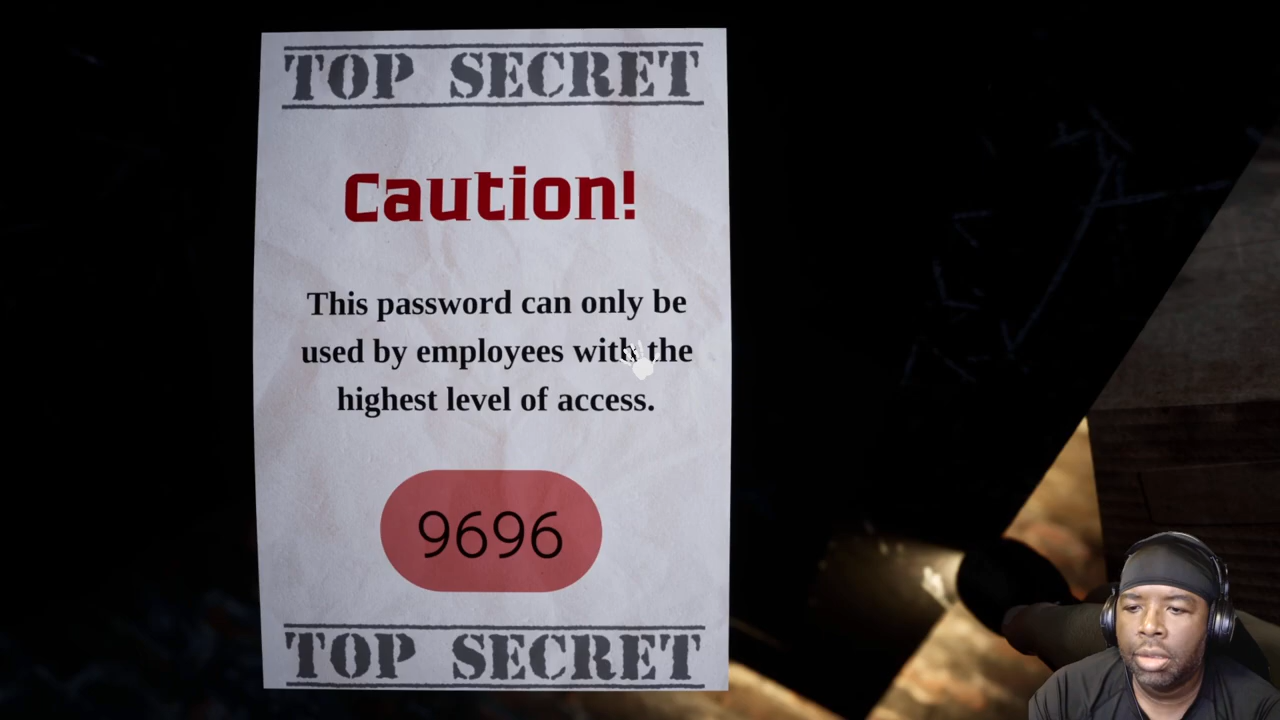 TOP SECRET
Caution!
This password can only be
used by employees with the
highest level of access.
9696
TOP SECRET